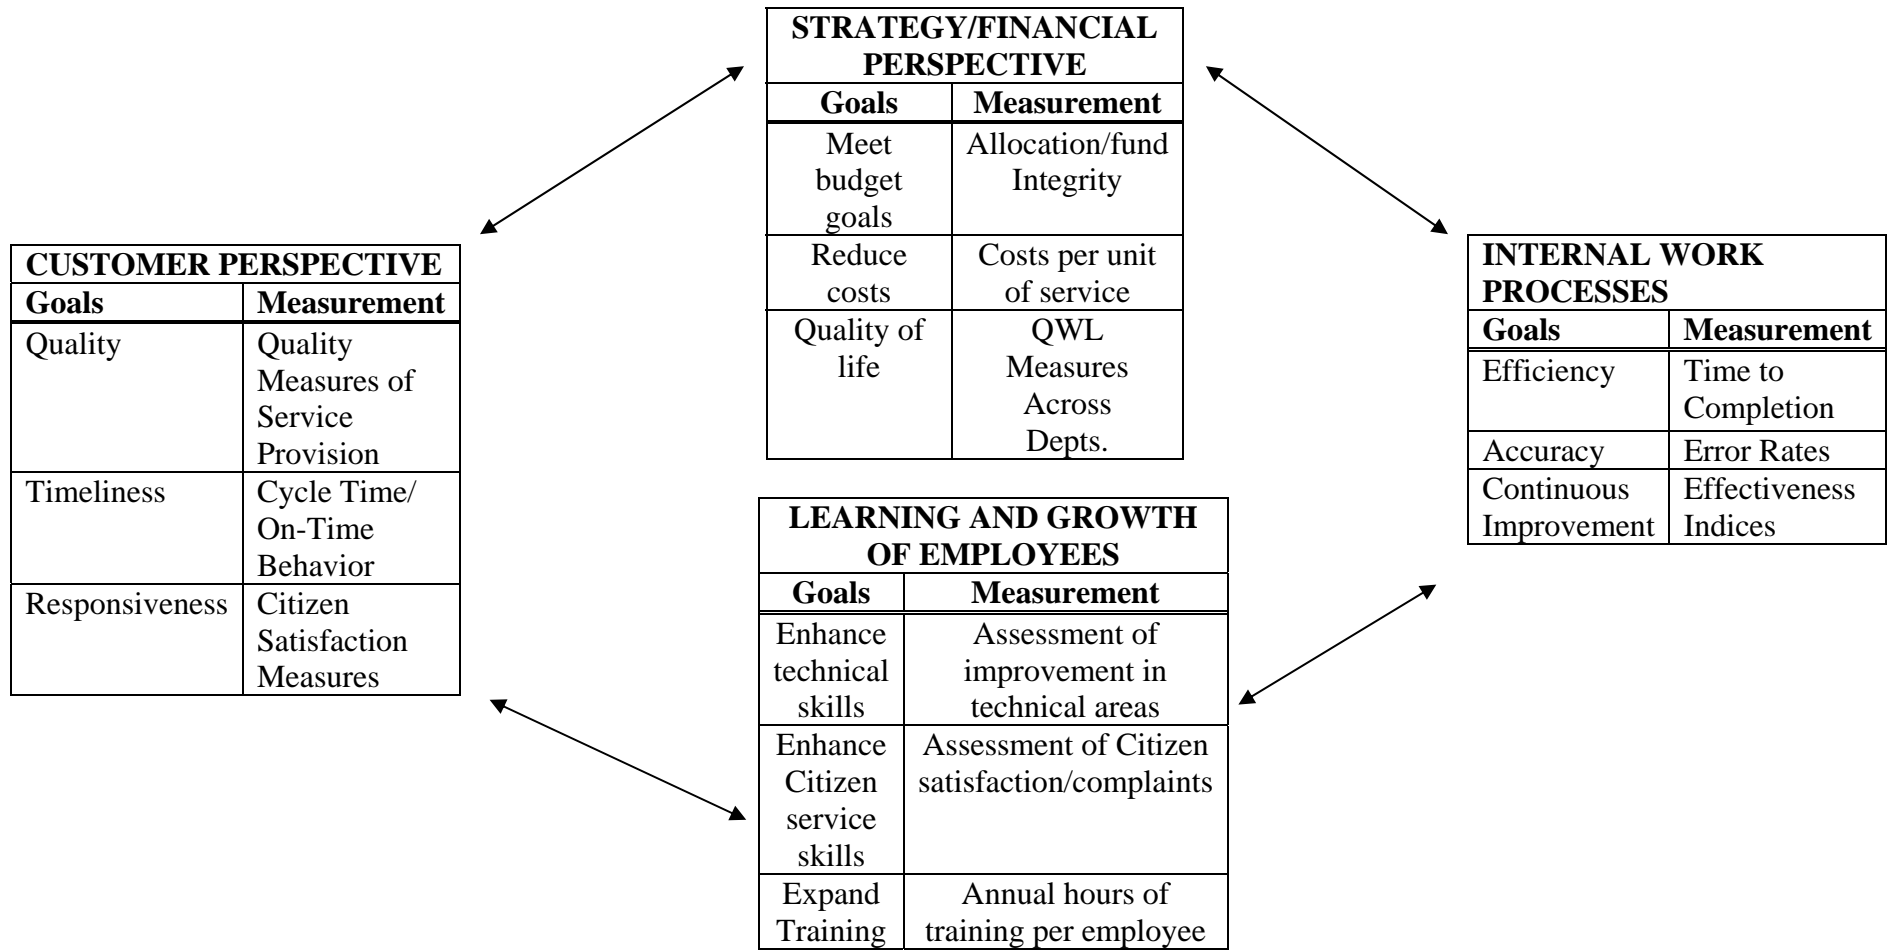 STRATEGY/FINANCIAL
PERSPECTIVE
Goals Measurement
Meet Allocation/fund
budget Integrity
goals
Reduce Costs per unit
costs of service
Quality of QWL
life Measures
Across
Depts.
CUSTOMER PERSPECTIVE
Goals Measurement
Quality Quality
Measures of
Service
Provision
Timeliness Cycle Time/
On-Time
Behavior
Responsiveness Citizen
Satisfaction
Measures
INTERNAL WORK
PROCESSES
Goals Measurement
Efficiency Time to
Completion
Accuracy Error Rates
Continuous Effectiveness
Improvement Indices
LEARNING AND GROWTH
OF EMPLOYEES
Goals Measurement
Enhance Assessment of
technical improvement in
skills technical areas
Enhance Assessment of Citizen
Citizen satisfaction/complaints
service
skills
Expand Annual hours of
Training training per employee